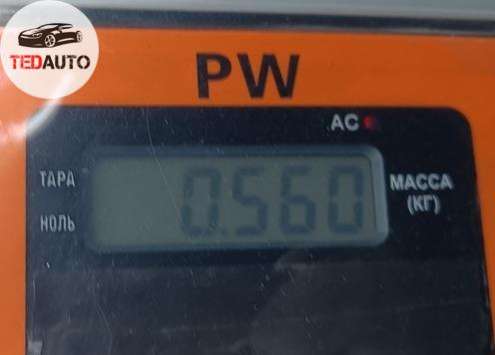 TEDAUTO
PW
AC
ТАРА
0.560
МАССА
(КГ)
НОЛЬ